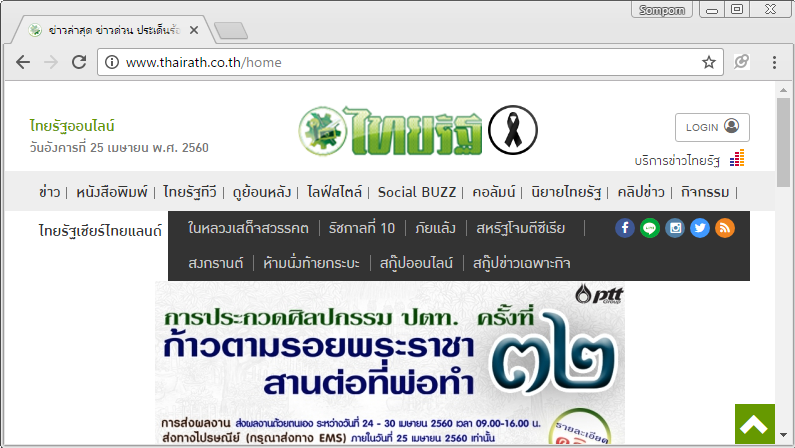 Somporn
ข่าวล่าสุด ข่าวด่วน ประเด็นร้อ
www.thairath.co.th/home
ไทยรัฐออนไลน์
วันอังคารที่ 25 เมษายน พ.ศ. 2560
ไทยรัฐ
LOGIN
บริการข่าวไทยรัฐ
ข่าว | หนังสือพิมพ์ | ไทยรัฐทีวี | ดูย้อนหลัง | ไลฟ์สไตล์ | Social BUZZ | คอลัมน์ | นิยายไทยรัฐ | คลิปข่าว | กิจกรรม |
ไทยรัฐเชียร์ไทยแลนด์
ในหลวงเสด็จสวรรคต | รัชกาลที่ 10 | ภัยแล้ง | สหรัฐโจมตีซีเรีย |
สงกรานต์ | ห้ามนั่งท้ายกระบะ | สกู๊ปออนไลน์ | สกู๊ปข่าวเฉพาะกิจ
ptt
Group
การประกวดศิลปกรรม ปตท. ครั้งที่ ๓๒
ก้าวตามรอยพระราชา
สานต่อที่พ่อทำ
การส่งผลงาน ส่งผลงานด้วยตนเอง ระหว่างวันที่ 24 - 30 เมษายน 2560 เวลา 09.00-16.00 น.
ส่งทางไปรษณีย์ (กรุณาส่งทาง EMS) ภายในวันที่ 25 เมษายน 2560 เท่านั้น
รายละเอียด